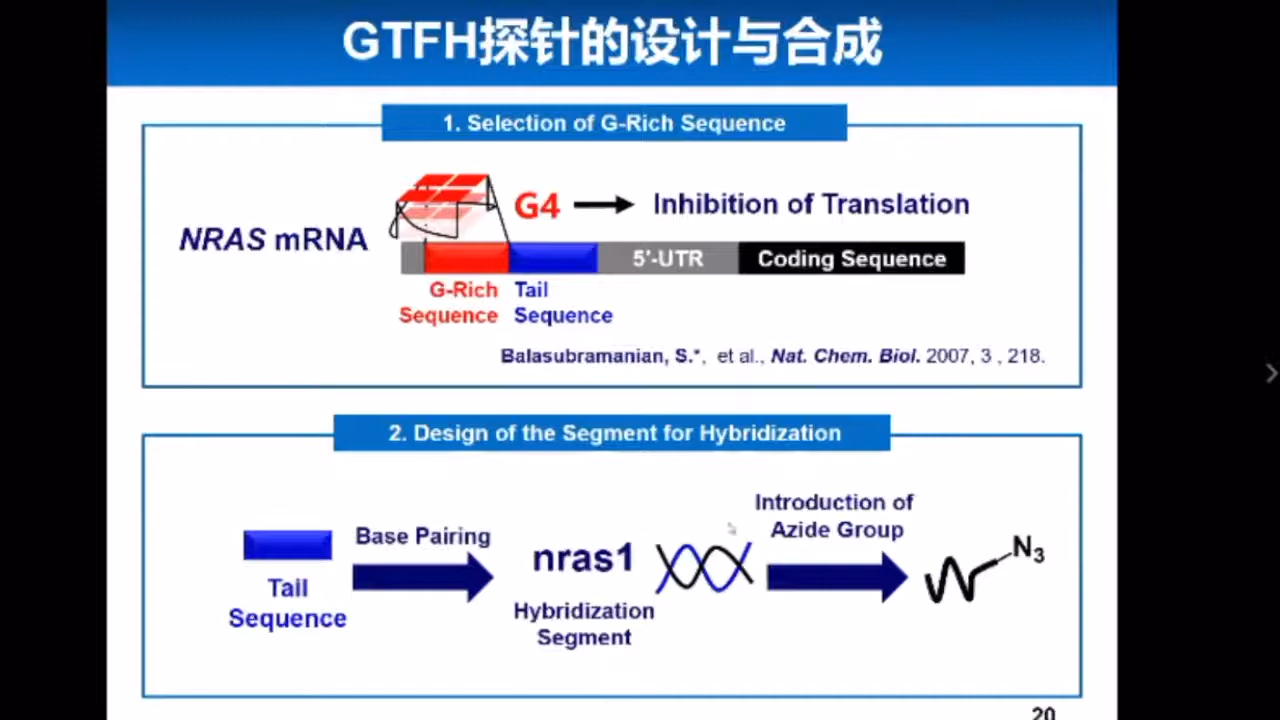 GTFH探针的设计与合成
1. Selection of G-Rich Sequence
G4
Inhibition of Translation
NRAS mRNA
5'-UTR
Coding Sequence
G-Rich
Sequence
Tail
Sequence
Balasubramanian, S.*, et al., Nat. Chem. Biol. 2007, 3 , 218.
2. Design of the Segment for Hybridization
Tail
Sequence
Base Pairing
nras1
Hybridization
Segment
Introduction of
Azide Group
N3
20